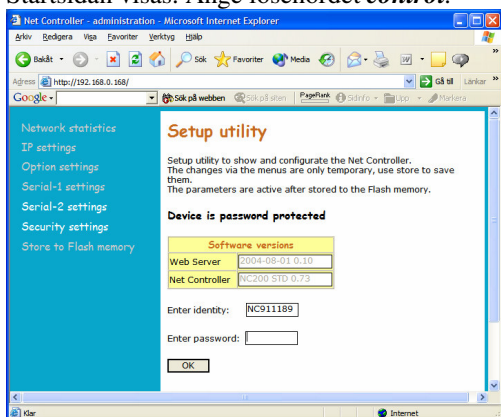 Startsidan visas. Ange lösenordet control.
Net Controller - administration - Microsoft Internet Explorer
Arkiv Redigera Visa Favoriter Verktyg Hjälp
Bakåt Sök Favoriter Media
Adress http://192.168.0.168/ Gå till Länkar
Google Sök på webben Sök på siten PageRank Sidinfo Upp Markera
Network statistics
IP settings
Option settings
Serial-1 settings
Serial-2 settings
Security settings
Store to Flash memory
Setup utility
Setup utility to show and configurate the Net Controller.
The changes via the menus are only temporary, use store to save
them.
The parameters are active after stored to the Flash memory.
Device is password protected
Software versions
Web Server 2004-08-01 0.10
Net Controller NC200 STD 0.73
Enter identity: NC911189
Enter password:
OK
Klar Internet